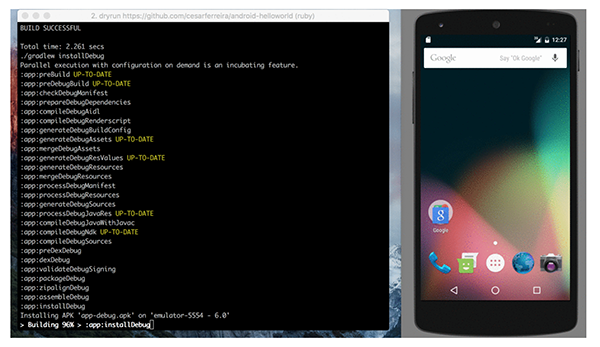 2. dryrun https://github.com/cesarferreira/android-helloworld (ruby)
BUILD SUCCESSFUL
Total time: 2.261 secs
./gradlew installDebug
Parallel execution with configuration on demand is an incubating feature.
:app:preBuild UP-TO-DATE
:app:preDebugBuild UP-TO-DATE
:app:checkDebugManifest
:app:prepareDebugDependencies
:app:compileDebugAidl
:app:compileDebugRenderscript
:app:generateDebugBuildConfig
:app:generateDebugAssets UP-TO-DATE
:app:mergeDebugAssets
:app:generateDebugResValues UP-TO-DATE
:app:generateDebugResources
:app:mergeDebugResources
:app:processDebugManifest
:app:processDebugResources
:app:generateDebugSources
:app:processDebugJavaRes UP-TO-DATE
:app:compileDebugJavaWithJavac
:app:compileDebugNdk UP-TO-DATE
:app:compileDebugSources
:app:preDexDebug
:app:dexDebug
:app:validateDebugSigning
:app:packageDebug
:app:zipalignDebug
:app:assembleDebug
:app:installDebug
Installing APK 'app-debug.apk' on 'emulator-5554 - 6.0'
> Building 96% > :app:installDebug
12:27
Google
Say "Ok Google"
8
Google